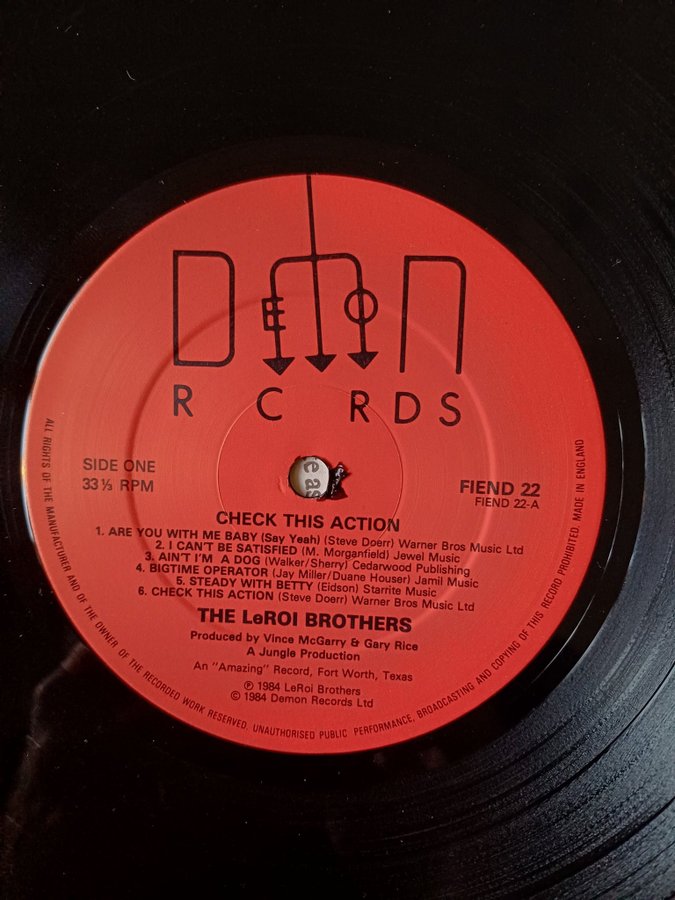 DEMON
R C RDS
SIDE ONE
33⅓ RPM
FIEND 22
FIEND 22-A
CHECK THIS ACTION
1. ARE YOU WITH ME BABY (Say Yeah) (Steve Doerr) Warner Bros Music Ltd
2. I CAN'T BE SATISFIED (M. Morganfield) Jewel Music
3. AIN'T I'M A DOG (Walker/Sherry) Cedarwood Publishing
4. BIGTIME OPERATOR (Jay Miller/Duane Houser) Jamil Music
5. STEADY WITH BETTY (Eidson) Starrite Music
6. CHECK THIS ACTION (Steve Doerr) Warner Bros Music Ltd
THE LeROI BROTHERS
Produced by Vince McGarry & Gary Rice
A Jungle Production
An "Amazing" Record, Fort Worth, Texas
℗ 1984 LeRoi Brothers
© 1984 Demon Records Ltd
ALL RIGHTS OF THE MANUFACTURER AND OF THE OWNER OF THE RECORDED WORK RESERVED. UNAUTHORISED PUBLIC PERFORMANCE, BROADCASTING AND COPYING OF THIS RECORD PROHIBITED. MADE IN ENGLAND